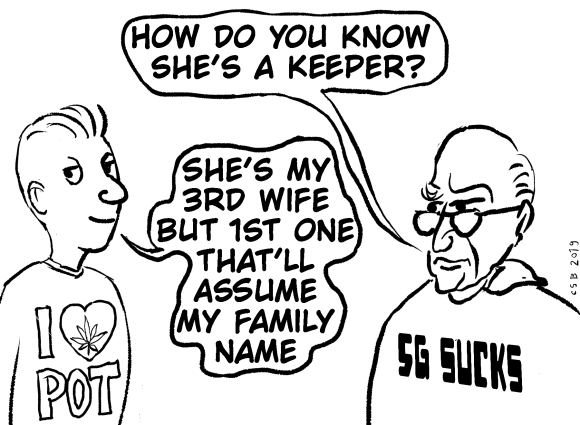 HOW DO YOU KNOW
SHE'S A KEEPER?
SHE'S MY
3RD WIFE
BUT 1ST ONE
THAT'LL
ASSUME
MY FAMILY
NAME
I
POT
SG SUCKS
CSB 2019